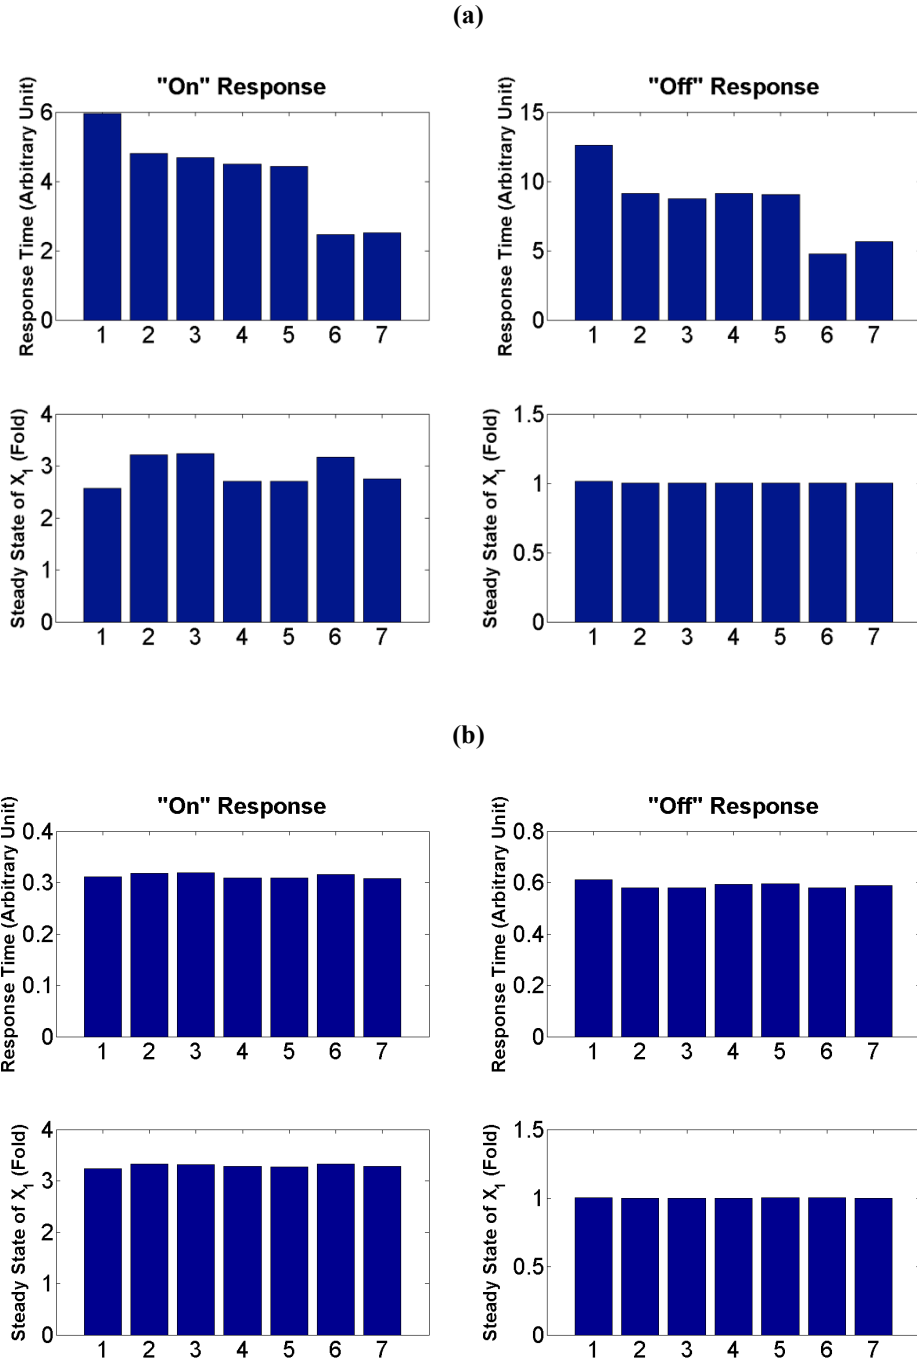 (a)
"On" Response
Response Time (Arbitrary Unit)
6
4
2
0
1 2 3 4 5 6 7
"Off" Response
Response Time (Arbitrary Unit)
15
10
5
0
1 2 3 4 5 6 7
Steady State of X1 (Fold)
4
3
2
1
0
1 2 3 4 5 6 7
Steady State of X1 (Fold)
1.5
1
0.5
0
1 2 3 4 5 6 7
(b)
"On" Response
Response Time (Arbitrary Unit)
0.4
0.3
0.2
0.1
0
1 2 3 4 5 6 7
"Off" Response
Response Time (Arbitrary Unit)
0.8
0.6
0.4
0.2
0
1 2 3 4 5 6 7
Steady State of X1 (Fold)
4
3
2
1
0
1 2 3 4 5 6 7
Steady State of X1 (Fold)
1.5
1
0.5
0
1 2 3 4 5 6 7